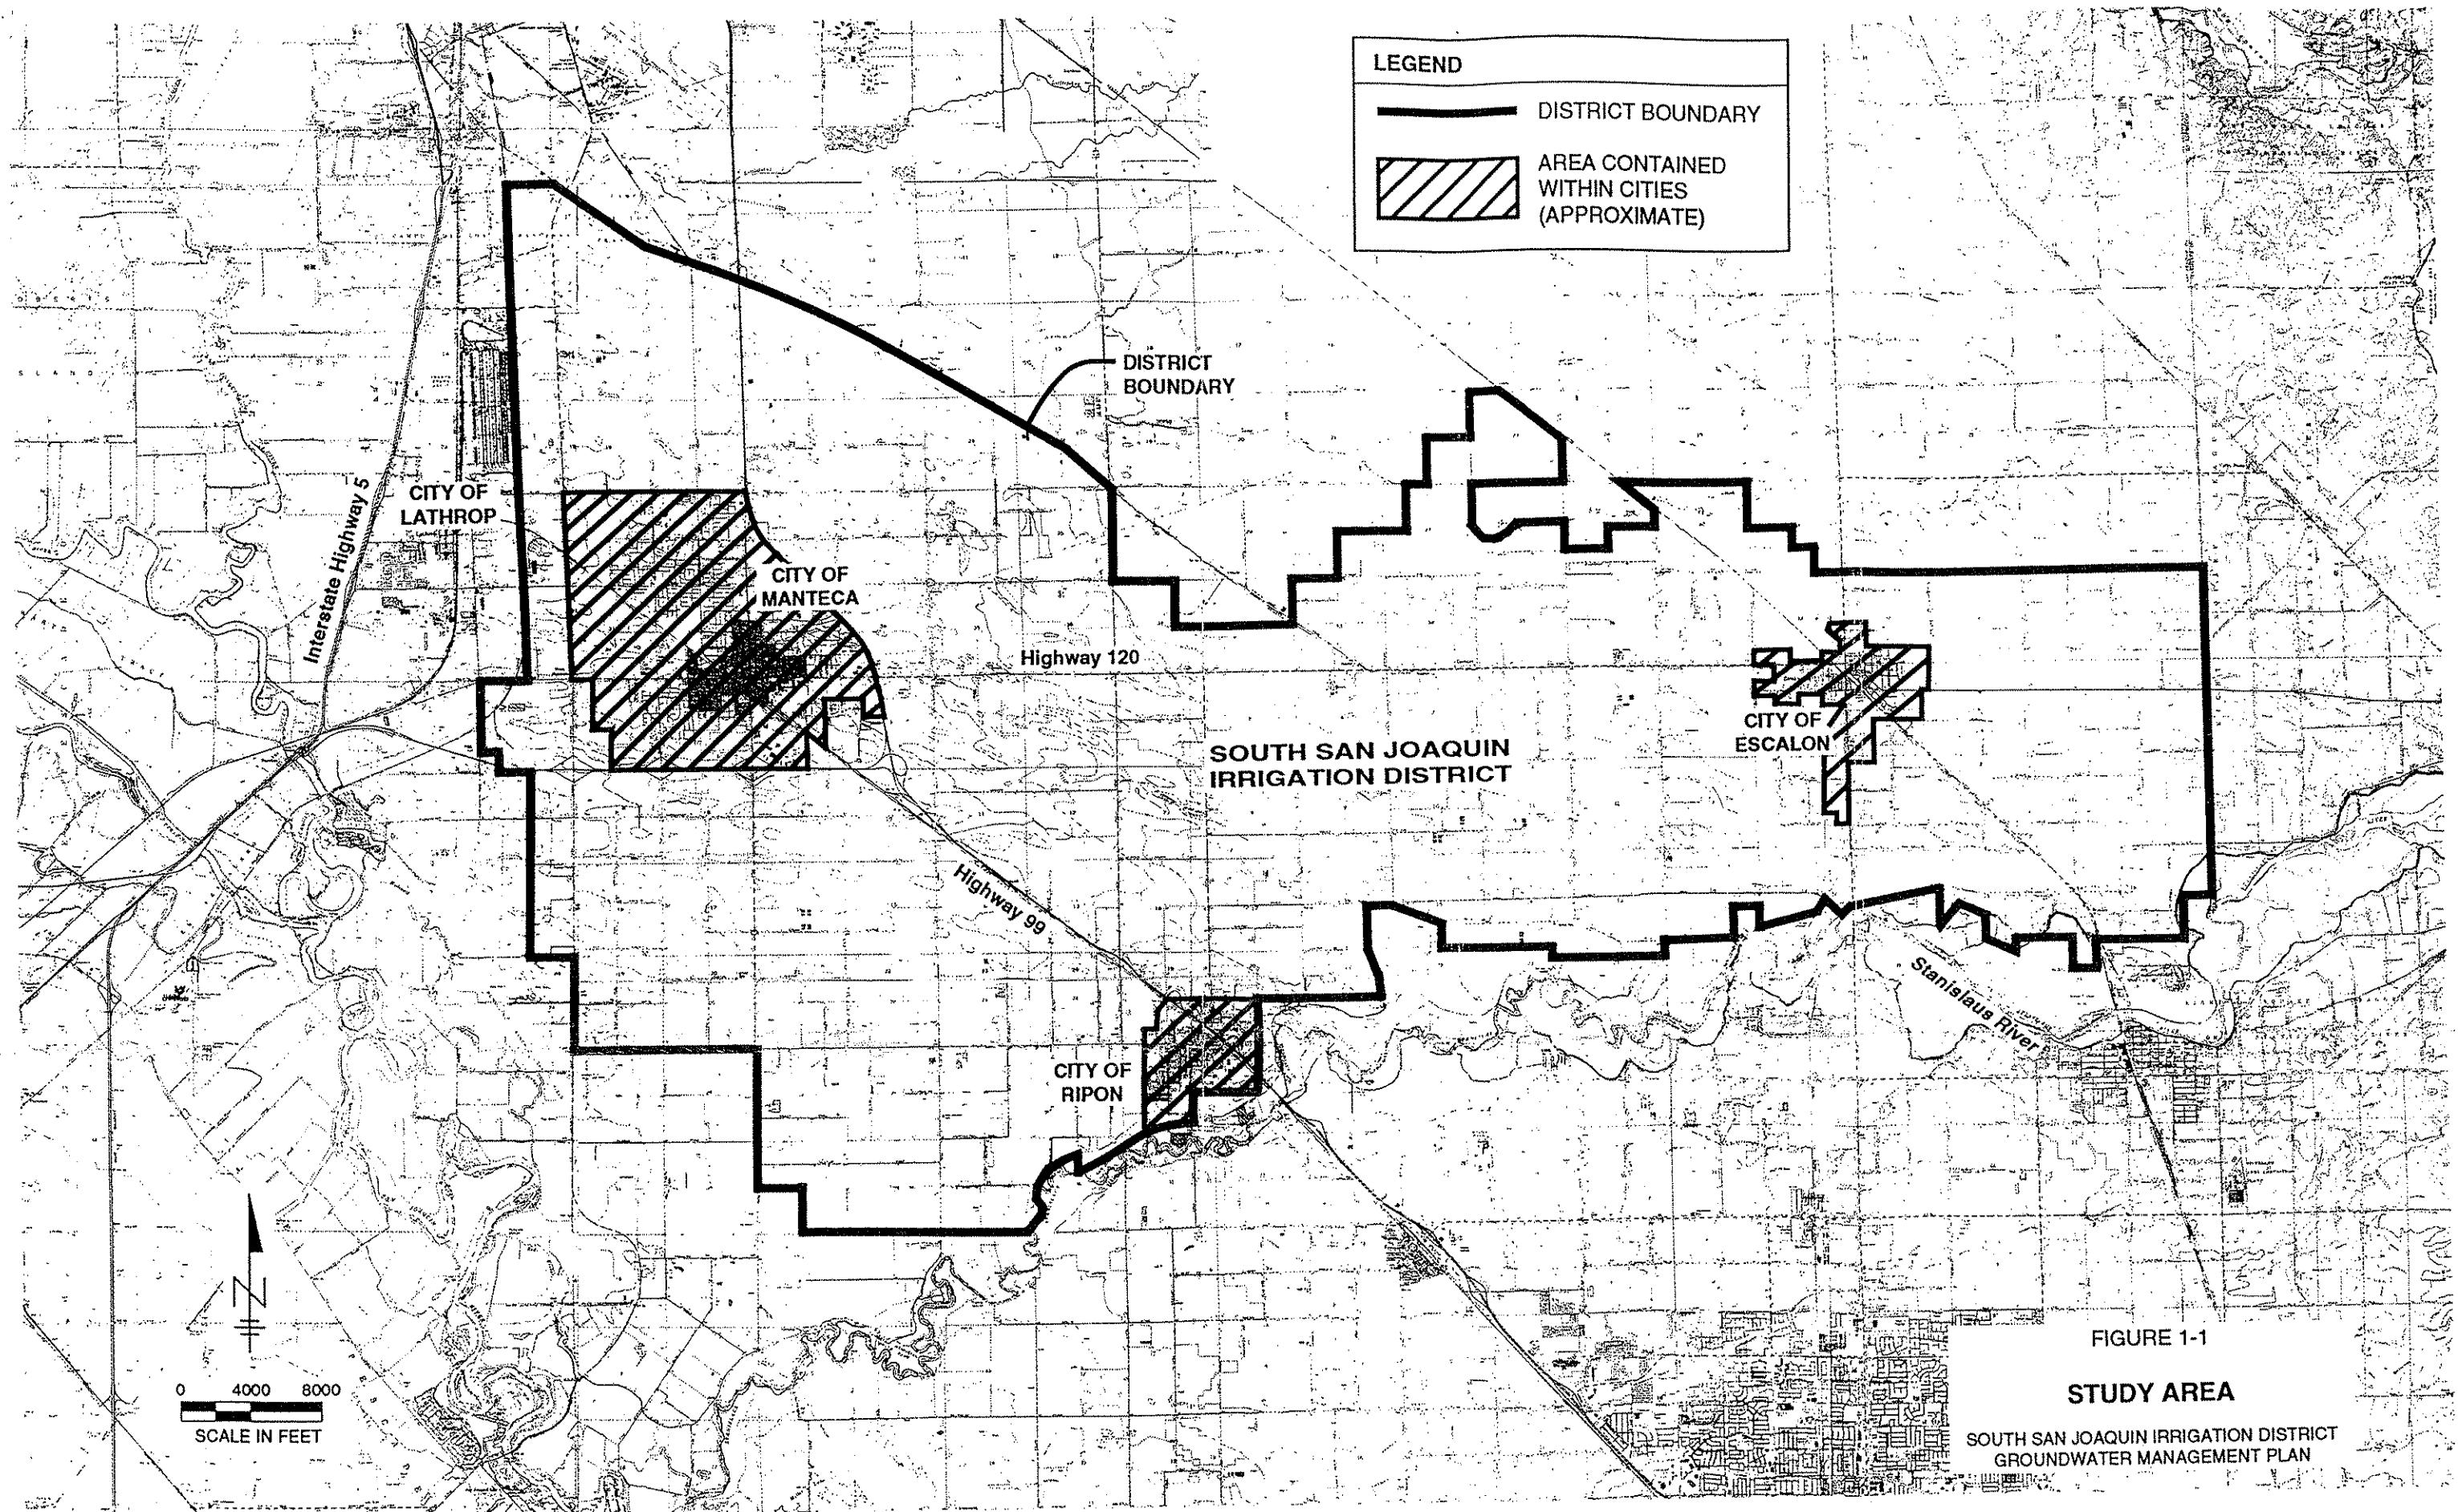 LEGEND
DISTRICT BOUNDARY
AREA CONTAINED
WITHIN CITIES
(APPROXIMATE)
DISTRICT
BOUNDARY
CITY OF
LATHROP
Interstate Highway 5
CITY OF
MANTECA
Highway 120
CITY OF
ESCALON
SOUTH SAN JOAQUIN
IRRIGATION DISTRICT
Highway 99
Stanislaus River
CITY OF
RIPON
N
0 4000 8000
SCALE IN FEET
FIGURE 1-1
STUDY AREA
SOUTH SAN JOAQUIN IRRIGATION DISTRICT
GROUNDWATER MANAGEMENT PLAN